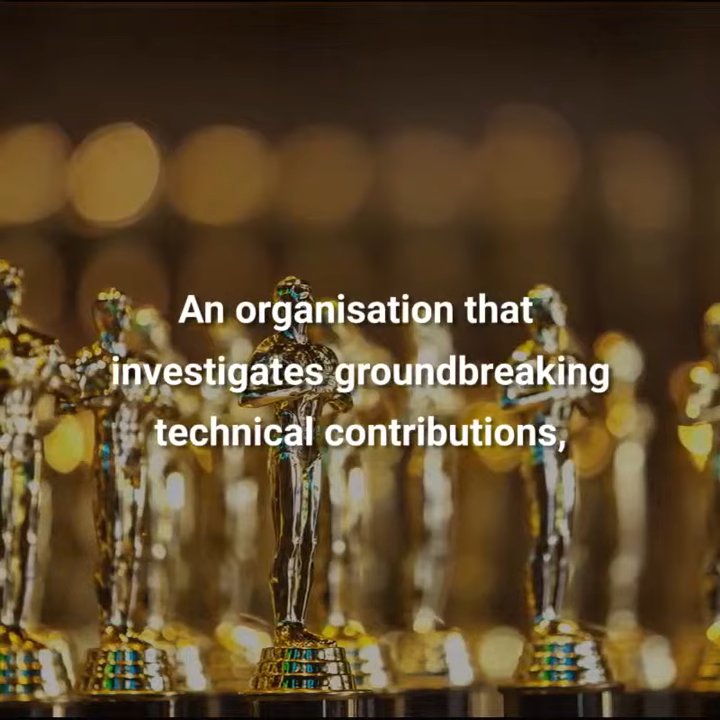 An organisation that
investigates groundbreaking
technical contributions,